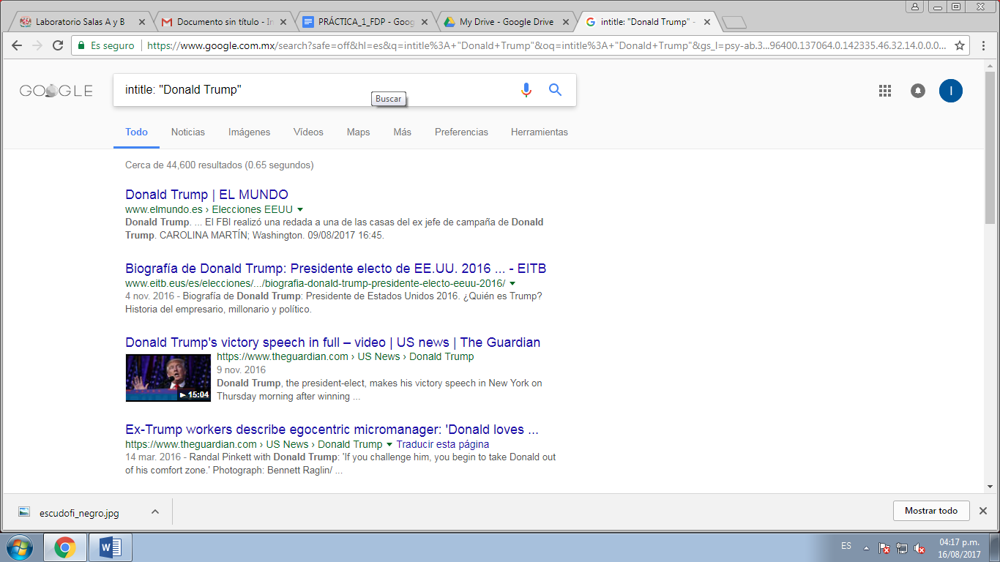 Laboratorio Salas A y B
Documento sin título - In
PRÁCTICA_1_FDP - Goog
My Drive - Google Drive
intitle: "Donald Trump" -
Es seguro
https://www.google.com.mx/search?safe=off&hl=es&q=intitle%3A+"Donald+Trump"&oq=intitle%3A+"Donald+Trump"&gs_l=psy-ab.3...96400.137064.0.142335.46.32.14.0.0.0...
GOOGLE
intitle: "Donald Trump"
Buscar
I
Todo
Noticias
Imágenes
Vídeos
Maps
Más
Preferencias
Herramientas
Cerca de 44,600 resultados (0.65 segundos)
Donald Trump | EL MUNDO
www.elmundo.es › Elecciones EEUU
Donald Trump. ... El FBI realizó una redada a una de las casas del ex jefe de campaña de Donald
Trump. CAROLINA MARTÍN; Washington. 09/08/2017 16:45.
Biografía de Donald Trump: Presidente electo de EE.UU. 2016 ... - EITB
www.eitb.eus/es/elecciones/.../biografia-donald-trump-presidente-electo-eeuu-2016/
4 nov. 2016 - Biografía de Donald Trump: Presidente de Estados Unidos 2016. ¿Quién es Trump?
Historia del empresario, millonario y político.
Donald Trump's victory speech in full – video | US news | The Guardian
https://www.theguardian.com › US News › Donald Trump
9 nov. 2016
15:04
Donald Trump, the president-elect, makes his victory speech in New York on
Thursday morning after winning ...
Ex-Trump workers describe egocentric micromanager: 'Donald loves ...
https://www.theguardian.com › US News › Donald Trump
Traducir esta página
14 mar. 2016 - Randal Pinkett with Donald Trump: 'If you challenge him, you begin to take Donald out
of his comfort zone.' Photograph: Bennett Raglin/ ...
escudofi_negro.jpg
Mostrar todo
W
ES
04:17 p.m.
16/08/2017